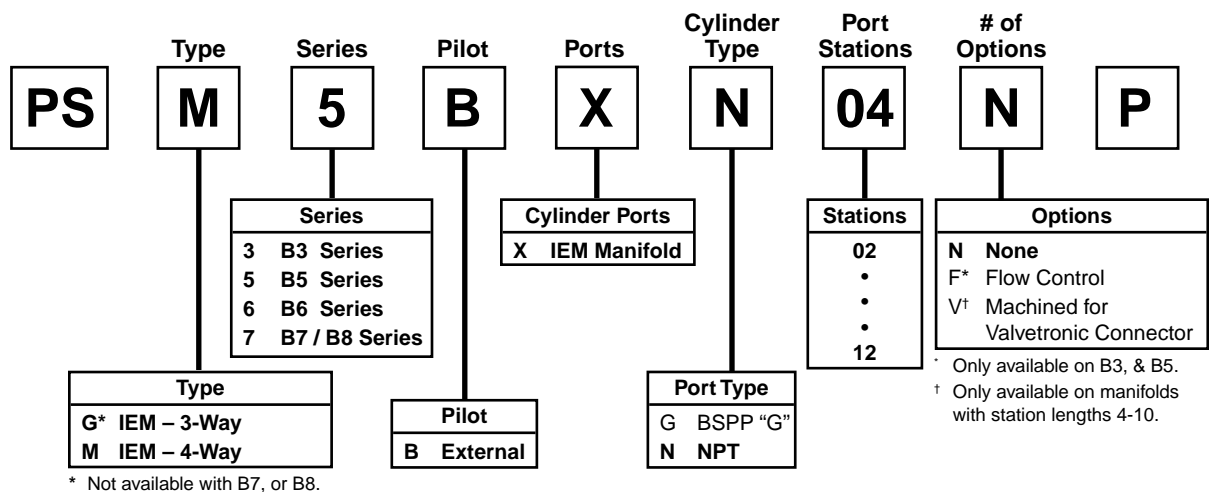 Type Series Pilot Ports Cylinder Type Port Stations # of Options
PS M 5 B X N 04 N P
Series
3 B3 Series
5 B5 Series
6 B6 Series
7 B7 / B8 Series
Cylinder Ports
X IEM Manifold
Stations
02
•
•
•
12
Options
N None
F* Flow Control
V† Machined for
Valvetronic Connector
* Only available on B3, & B5.
† Only available on manifolds
with station lengths 4-10.
Type
G* IEM – 3-Way
M IEM – 4-Way
* Not available with B7, or B8.
Pilot
B External
Port Type
G BSPP “G”
N NPT